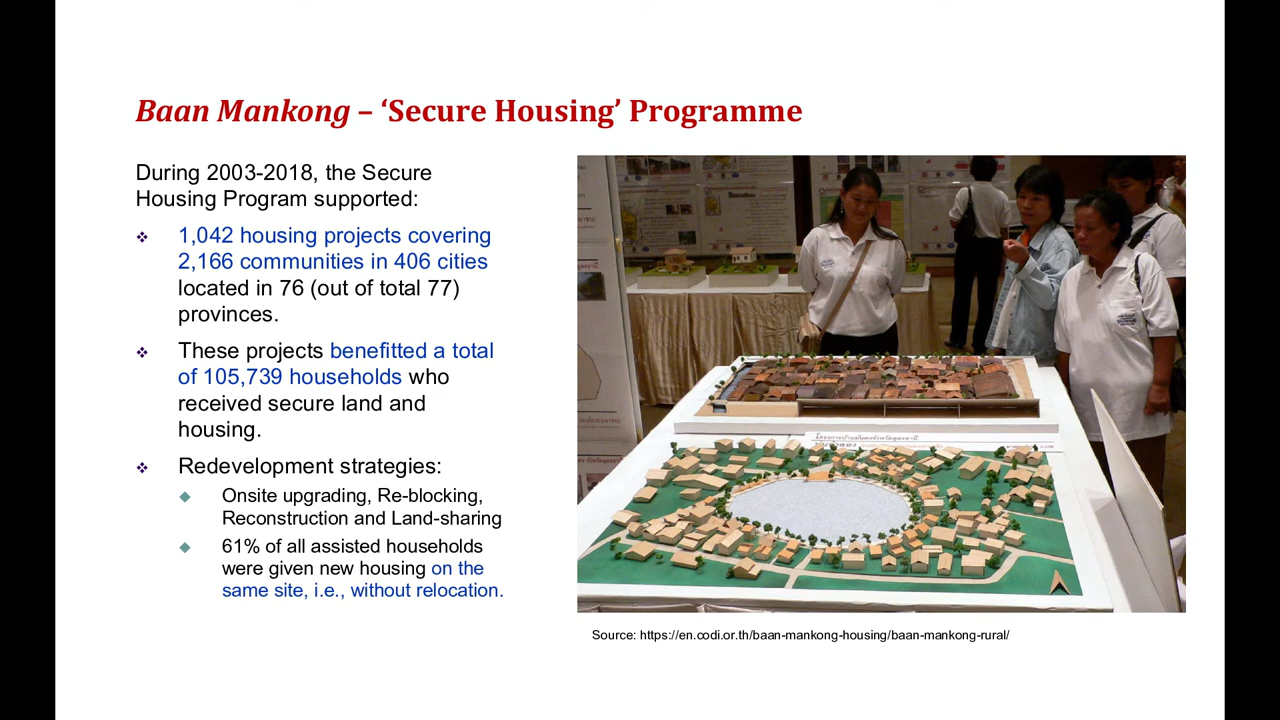 Baan Mankong – ‘Secure Housing’ Programme
During 2003-2018, the Secure
Housing Program supported:
❖ 1,042 housing projects covering
2,166 communities in 406 cities
located in 76 (out of total 77)
provinces.
❖ These projects benefitted a total
of 105,739 households who
received secure land and
housing.
❖ Redevelopment strategies:
◆ Onsite upgrading, Re-blocking,
Reconstruction and Land-sharing
◆ 61% of all assisted households
were given new housing on the
same site, i.e., without relocation.
Source: https://en.codi.or.th/baan-mankong-housing/baan-mankong-rural/